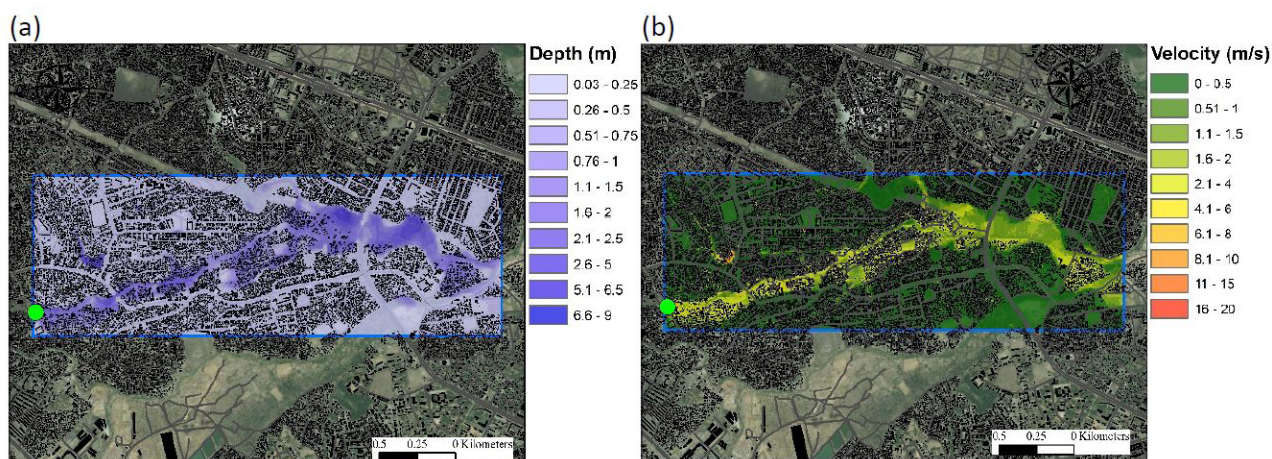 (a)
Depth (m)
0.03 - 0.25
0.26 - 0.5
0.51 - 0.75
0.76 - 1
1.1 - 1.5
1.6 - 2
2.1 - 2.5
2.6 - 5
5.1 - 6.5
6.6 - 9
0.5 0.25 0 Kilometers
(b)
Velocity (m/s)
0 - 0.5
0.51 - 1
1.1 - 1.5
1.6 - 2
2.1 - 4
4.1 - 6
6.1 - 8
8.1 - 10
11 - 15
16 - 20
0.5 0.25 0 Kilometers